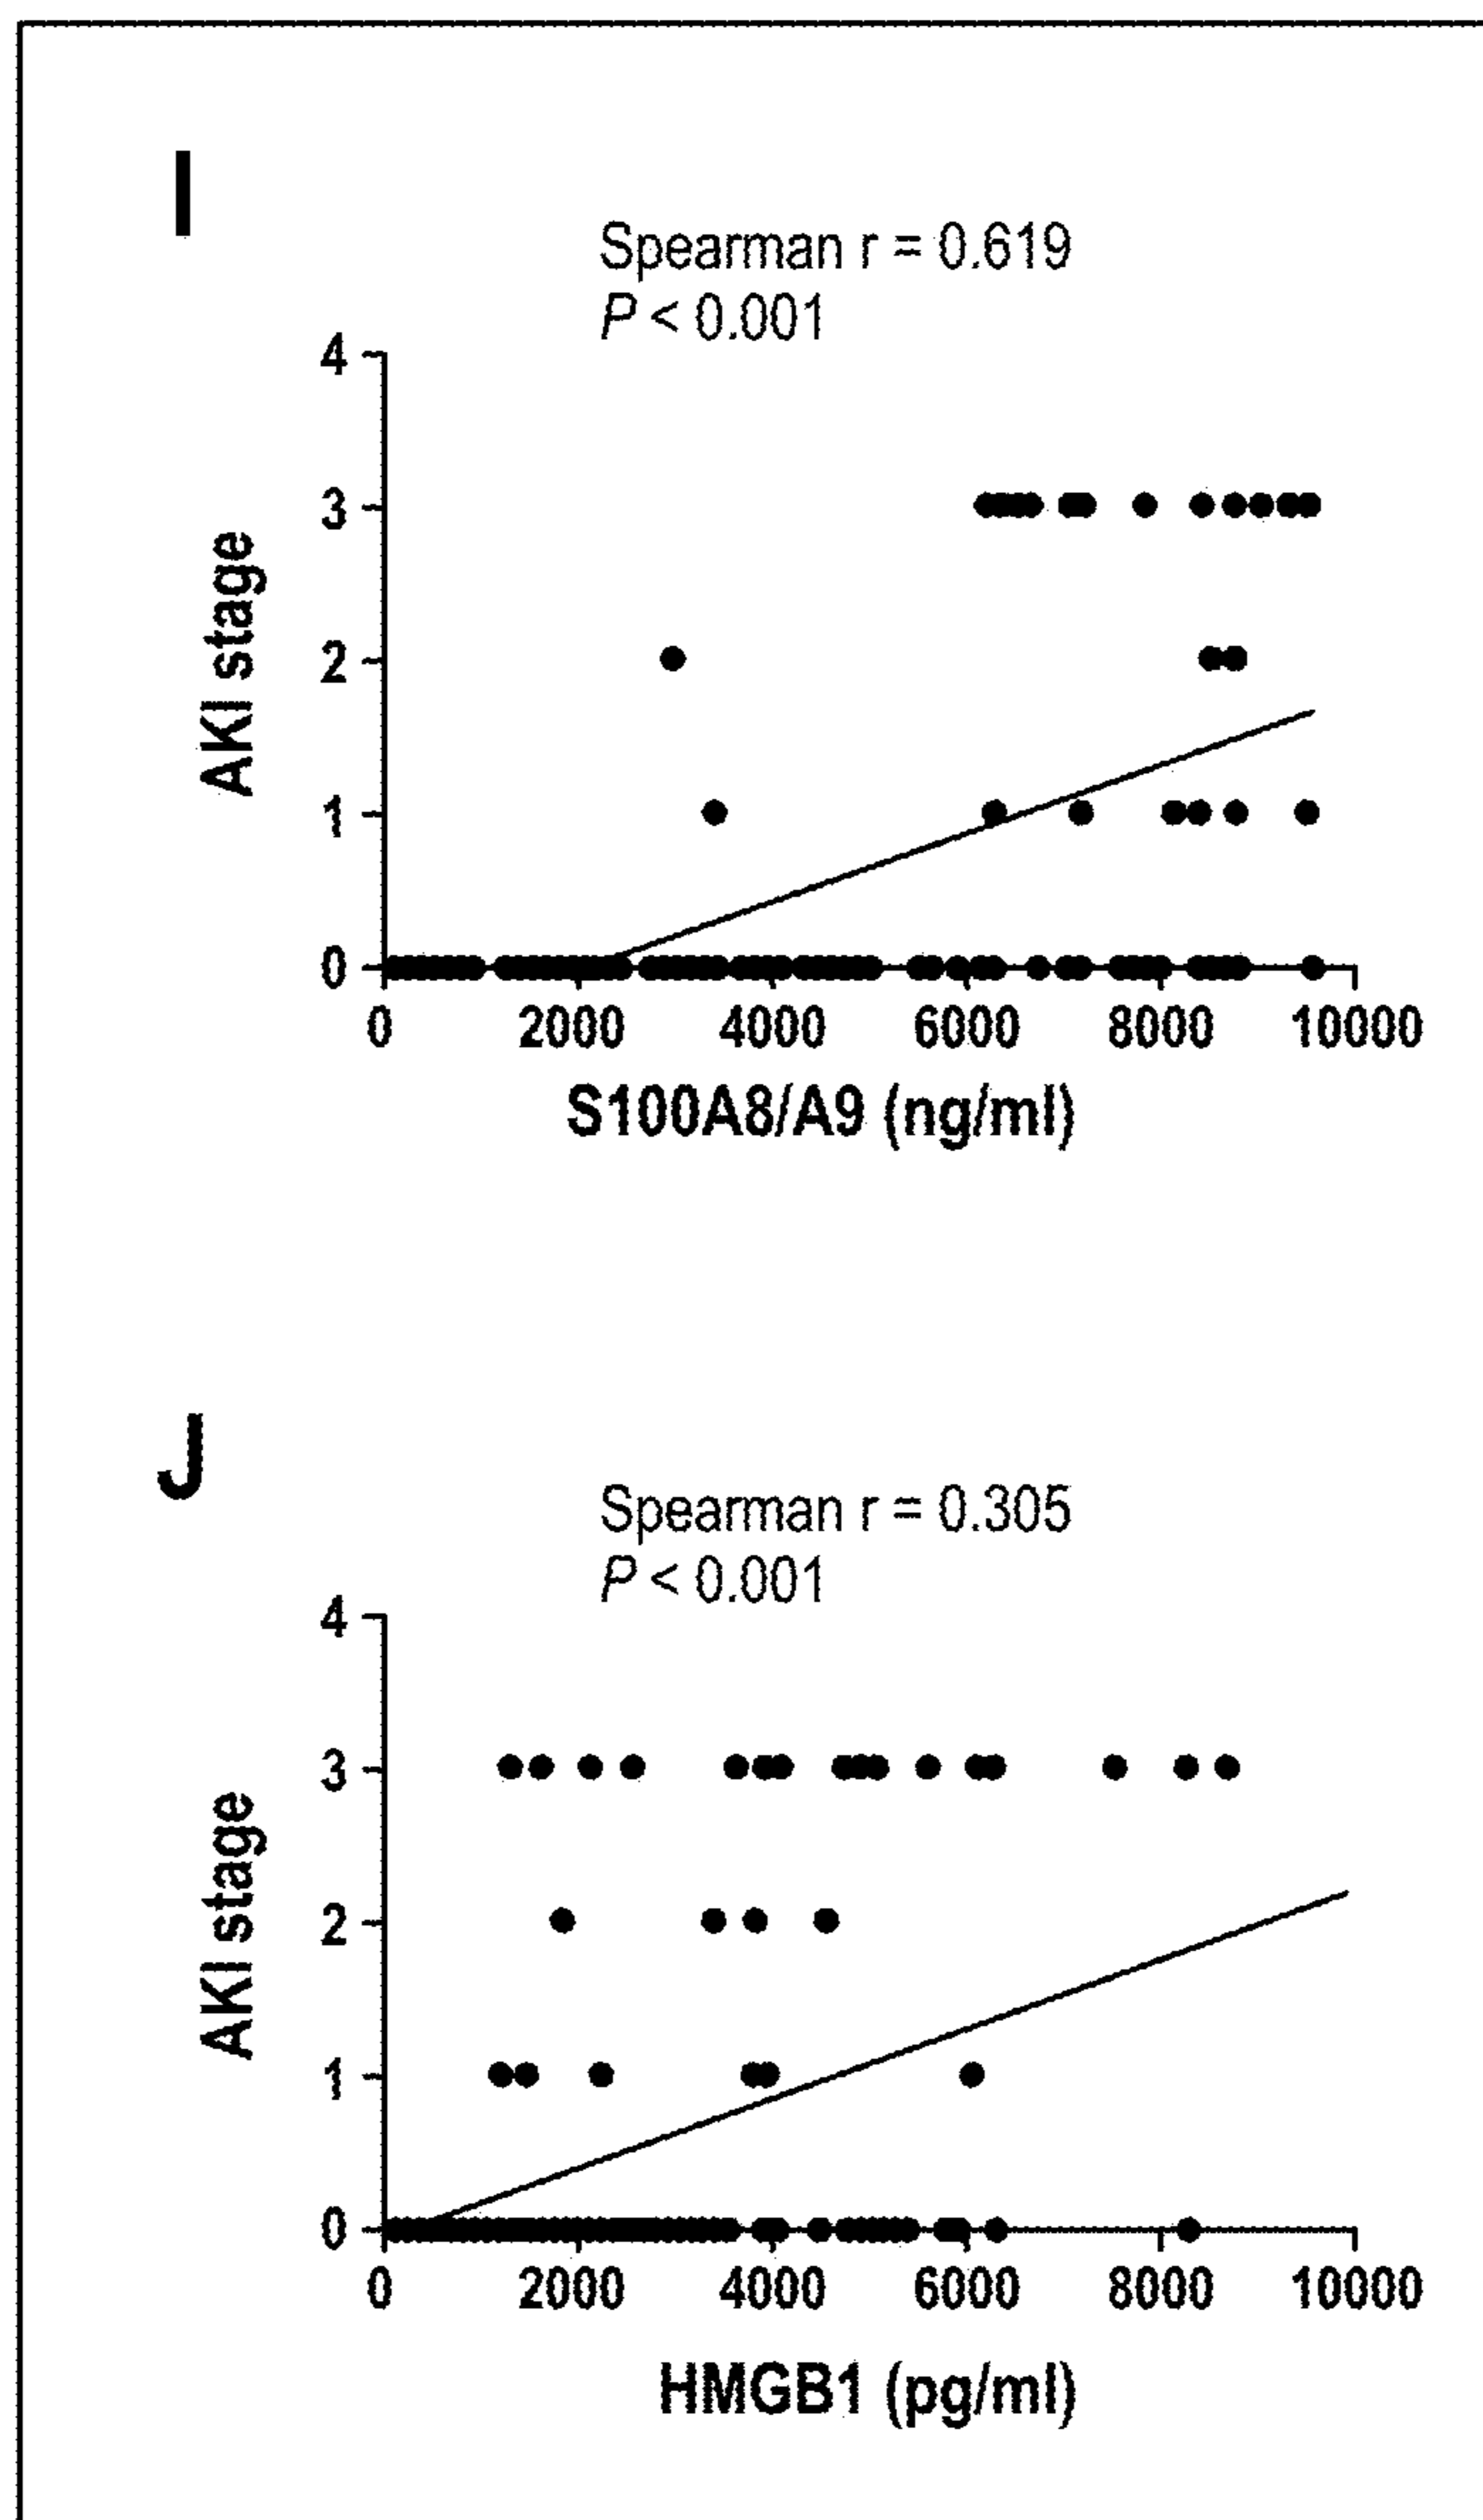 I
Spearman r = 0.619
P < 0.001
4
3
2
1
0
AKI stage
0 2000 4000 6000 8000 10000
S100A8/A9 (ng/ml)
J
Spearman r = 0.305
P < 0.001
4
3
2
1
0
AKI stage
0 2000 4000 6000 8000 10000
HMGB1 (pg/ml)